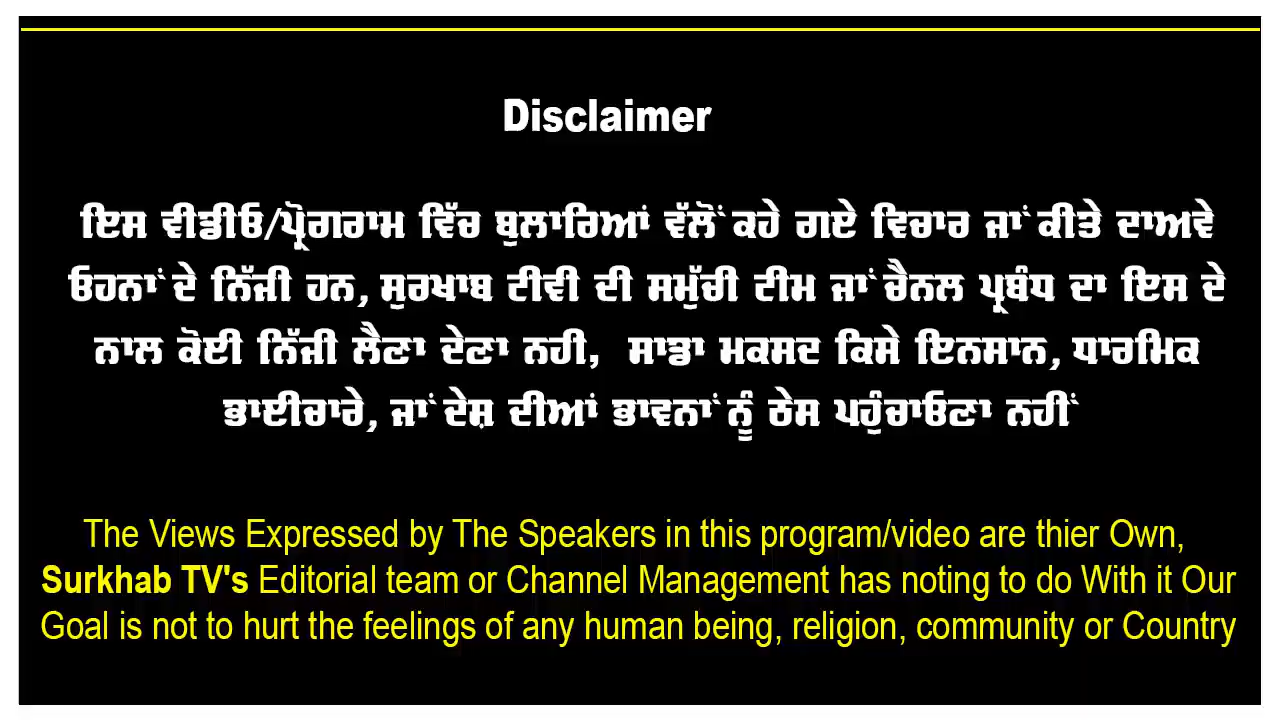 Disclaimer
ਇਸ ਵੀਡੀਓ/ਪ੍ਰੋਗਰਾਮ ਵਿੱਚ ਬੁਲਾਰਿਆਂ ਵੱਲੋਂ ਕਹੇ ਗਏ ਵਿਚਾਰ ਜਾਂ ਕੀਤੇ ਦਾਅਵੇ
ਓਹਨਾਂ ਦੇ ਨਿੱਜੀ ਹਨ, ਸੁਰਖਾਬ ਟੀਵੀ ਦੀ ਸਮੁੱਚੀ ਟੀਮ ਜਾਂ ਚੈਨਲ ਪ੍ਰਬੰਧ ਦਾ ਇਸ ਦੇ
ਨਾਲ ਕੋਈ ਨਿੱਜੀ ਲੈਣਾ ਦੇਣਾ ਨਹੀ, ਸਾਡਾ ਮਕਸਦ ਕਿਸੇ ਇਨਸਾਨ, ਧਾਰਮਿਕ
ਭਾਈਚਾਰੇ, ਜਾਂ ਦੇਸ਼ ਦੀਆਂ ਭਾਵਨਾਂ ਨੂੰ ਠੇਸ ਪਹੁੰਚਾਓਣਾ ਨਹੀਂ
The Views Expressed by The Speakers in this program/video are thier Own,
Surkhab TV's Editorial team or Channel Management has noting to do With it Our
Goal is not to hurt the feelings of any human being, religion, community or Country